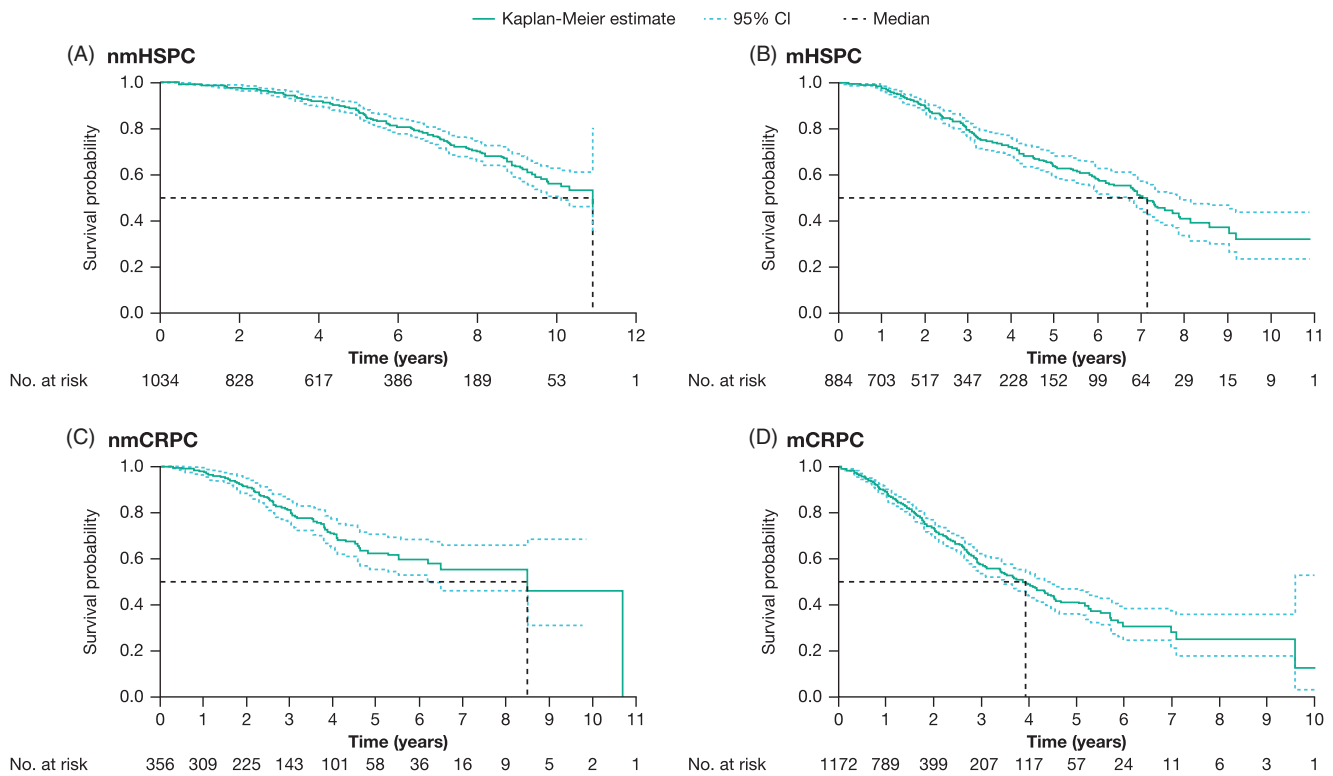 Kaplan-Meier estimate 95% CI Median
(A) nmHSPC
Survival probability
1.0
0.8
0.6
0.4
0.2
0.0
0 2 4 6 8 10 12
Time (years)
No. at risk 1034 828 617 386 189 53 1
(B) mHSPC
Survival probability
1.0
0.8
0.6
0.4
0.2
0.0
0 1 2 3 4 5 6 7 8 9 10 11
Time (years)
No. at risk 884 703 517 347 228 152 99 64 29 15 9 1
(C) nmCRPC
Survival probability
1.0
0.8
0.6
0.4
0.2
0.0
0 1 2 3 4 5 6 7 8 9 10 11
Time (years)
No. at risk 356 309 225 143 101 58 36 16 9 5 2 1
(D) mCRPC
Survival probability
1.0
0.8
0.6
0.4
0.2
0.0
0 1 2 3 4 5 6 7 8 9 10
Time (years)
No. at risk 1172 789 399 207 117 57 24 11 6 3 1